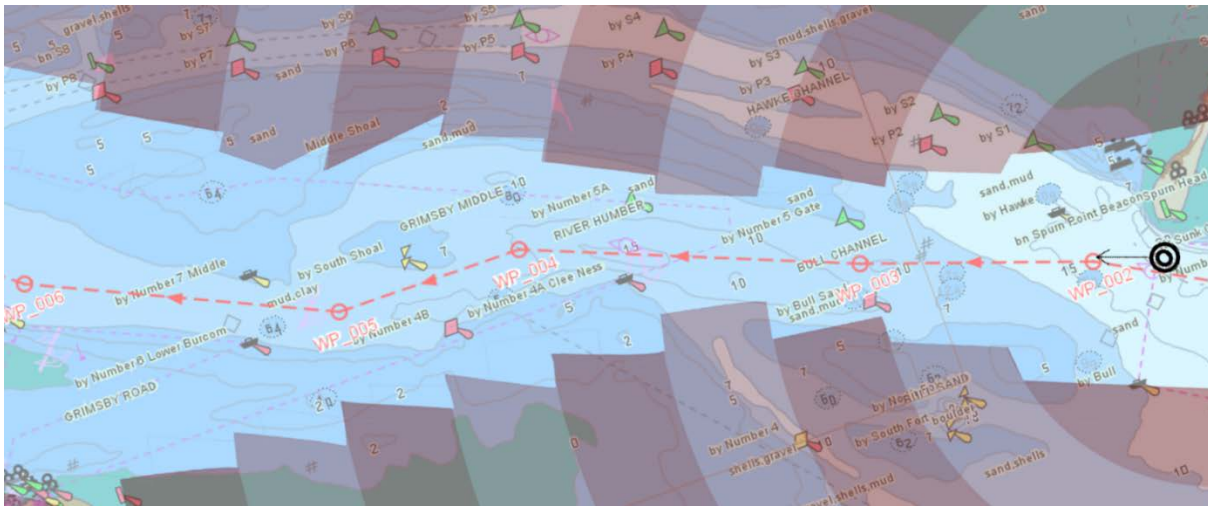 gravel,shells
by S7
bn S8
by P8
by P7
by S6
by P6
sand
by S5
by P5
by S4
by P4
by S3
by P3
mud,shells,gravel
HAWKE CHANNEL
by S2
by P2
by S1
sand
sand
Middle Shoal
sand,mud
GRIMSBY MIDDLE
by Number 5A
sand
RIVER HUMBER
by Number 5 Gate
sand
BULL CHANNEL
sand,mud
by Hawke
bn Spurn Point Beacon
Spurn Head
by South Shoal
by Number 7 Middle
mud,clay
WP_006
WP_005
WP_004
WP_003
WP_002
by Number 4A Clee Ness
by Number 4B
by Number 6 Lower Burcom
GRIMSBY ROAD
sand,mud
sand
by Bull
by Number 4
shells,gravel
by South Fort
boulder
sand,shells
gravel,shells,mud